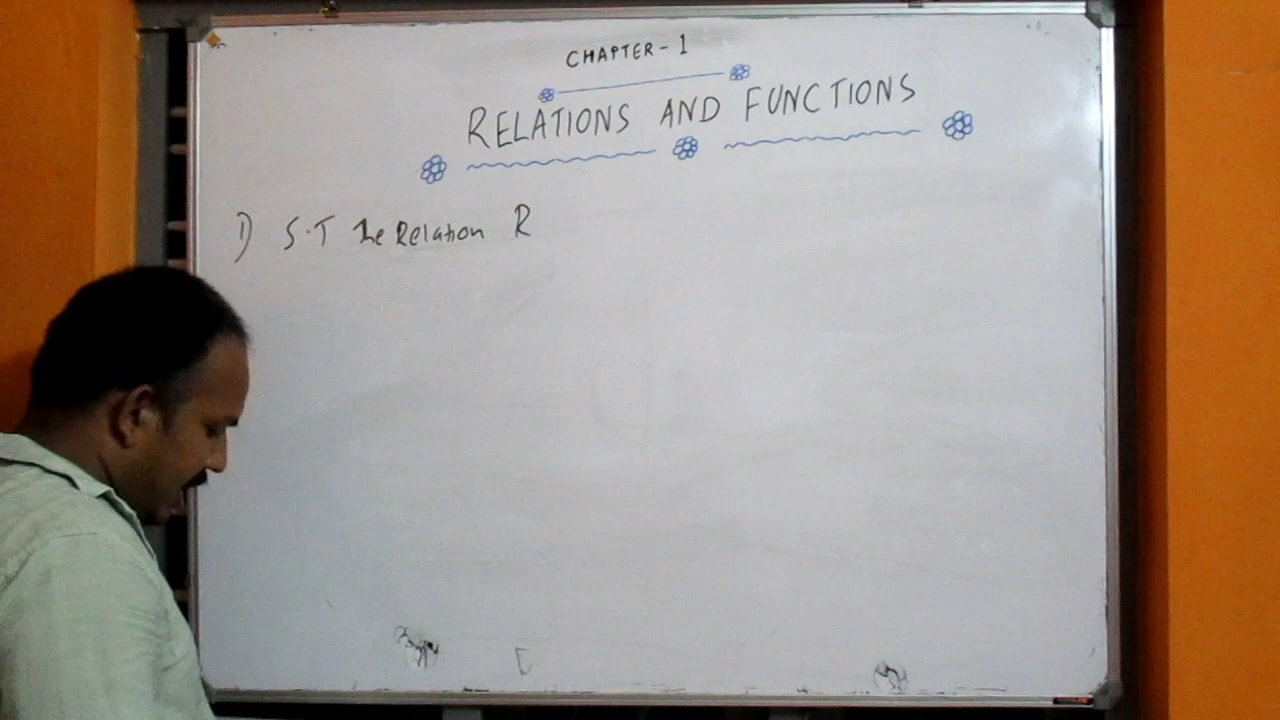 CHAPTER - 1
RELATIONS AND FUNCTIONS
1) S.T The Relation R